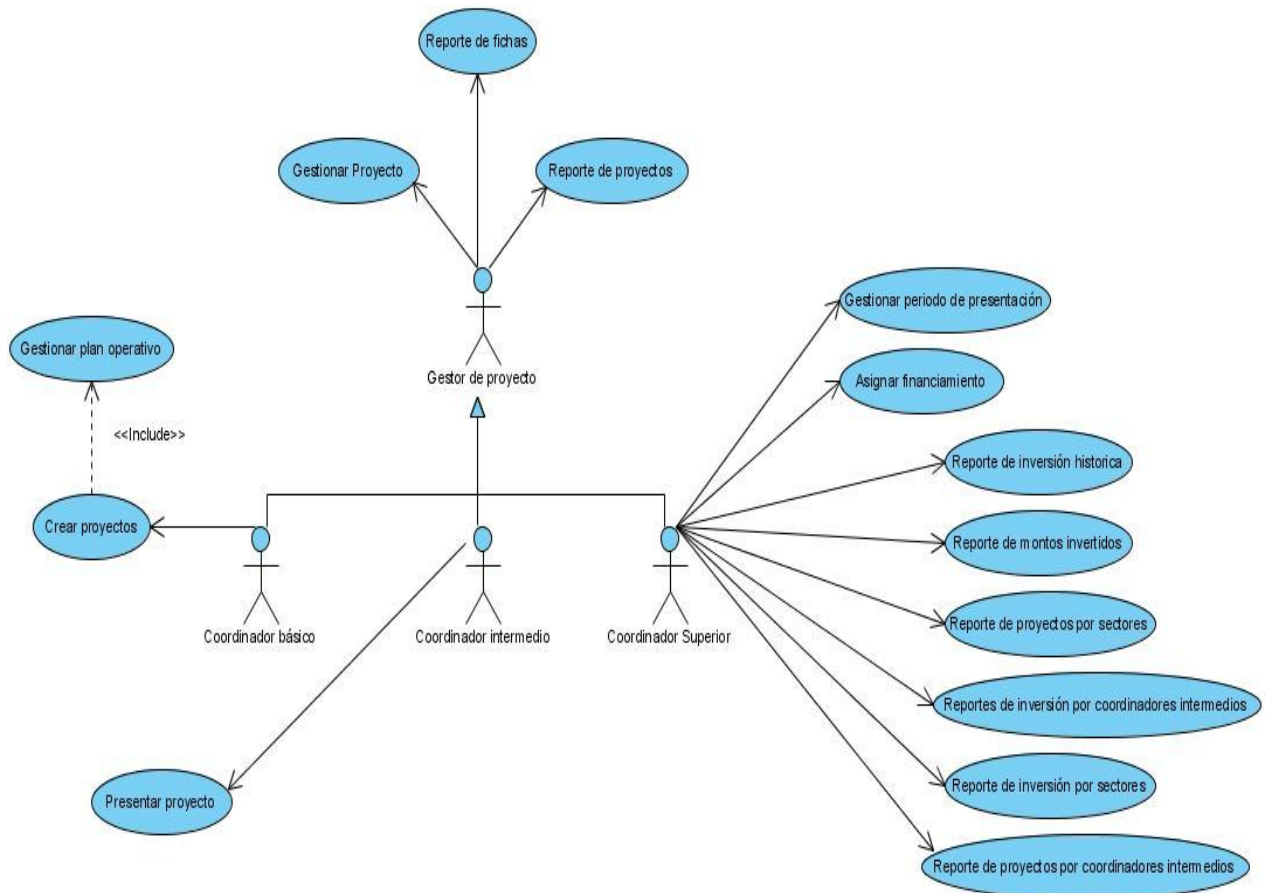 Reporte de fichas
Gestionar Proyecto
Reporte de proyectos
Gestor de proyecto
Gestionar plan operativo
<<Include>>
Crear proyectos
Coordinador básico
Coordinador intermedio
Coordinador Superior
Presentar proyecto
Gestionar periodo de presentación
Asignar financiamiento
Reporte de inversión historica
Reporte de montos invertidos
Reporte de proyectos por sectores
Reportes de inversión por coordinadores intermedios
Reporte de inversión por sectores
Reporte de proyectos por coordinadores intermedios